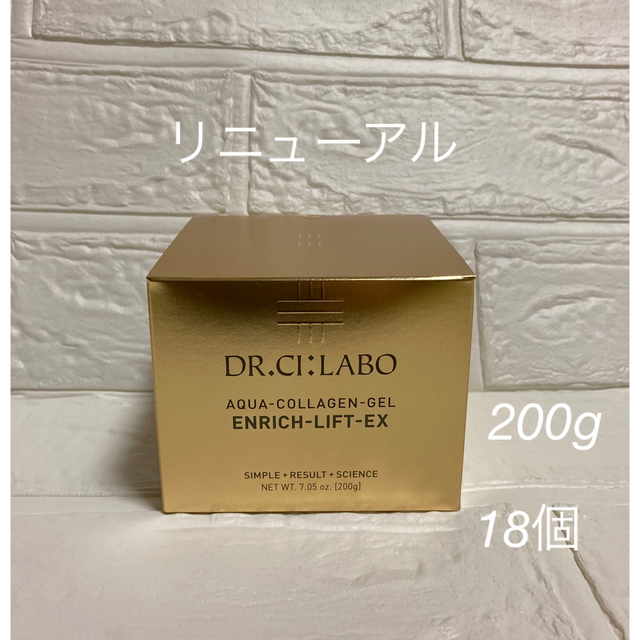 リニューアル
DR.CI:LABO
AQUA-COLLAGEN-GEL
ENRICH-LIFT-EX
SIMPLE + RESULT + SCIENCE
NET WT. 7.05 oz. [200g]
200g
18個